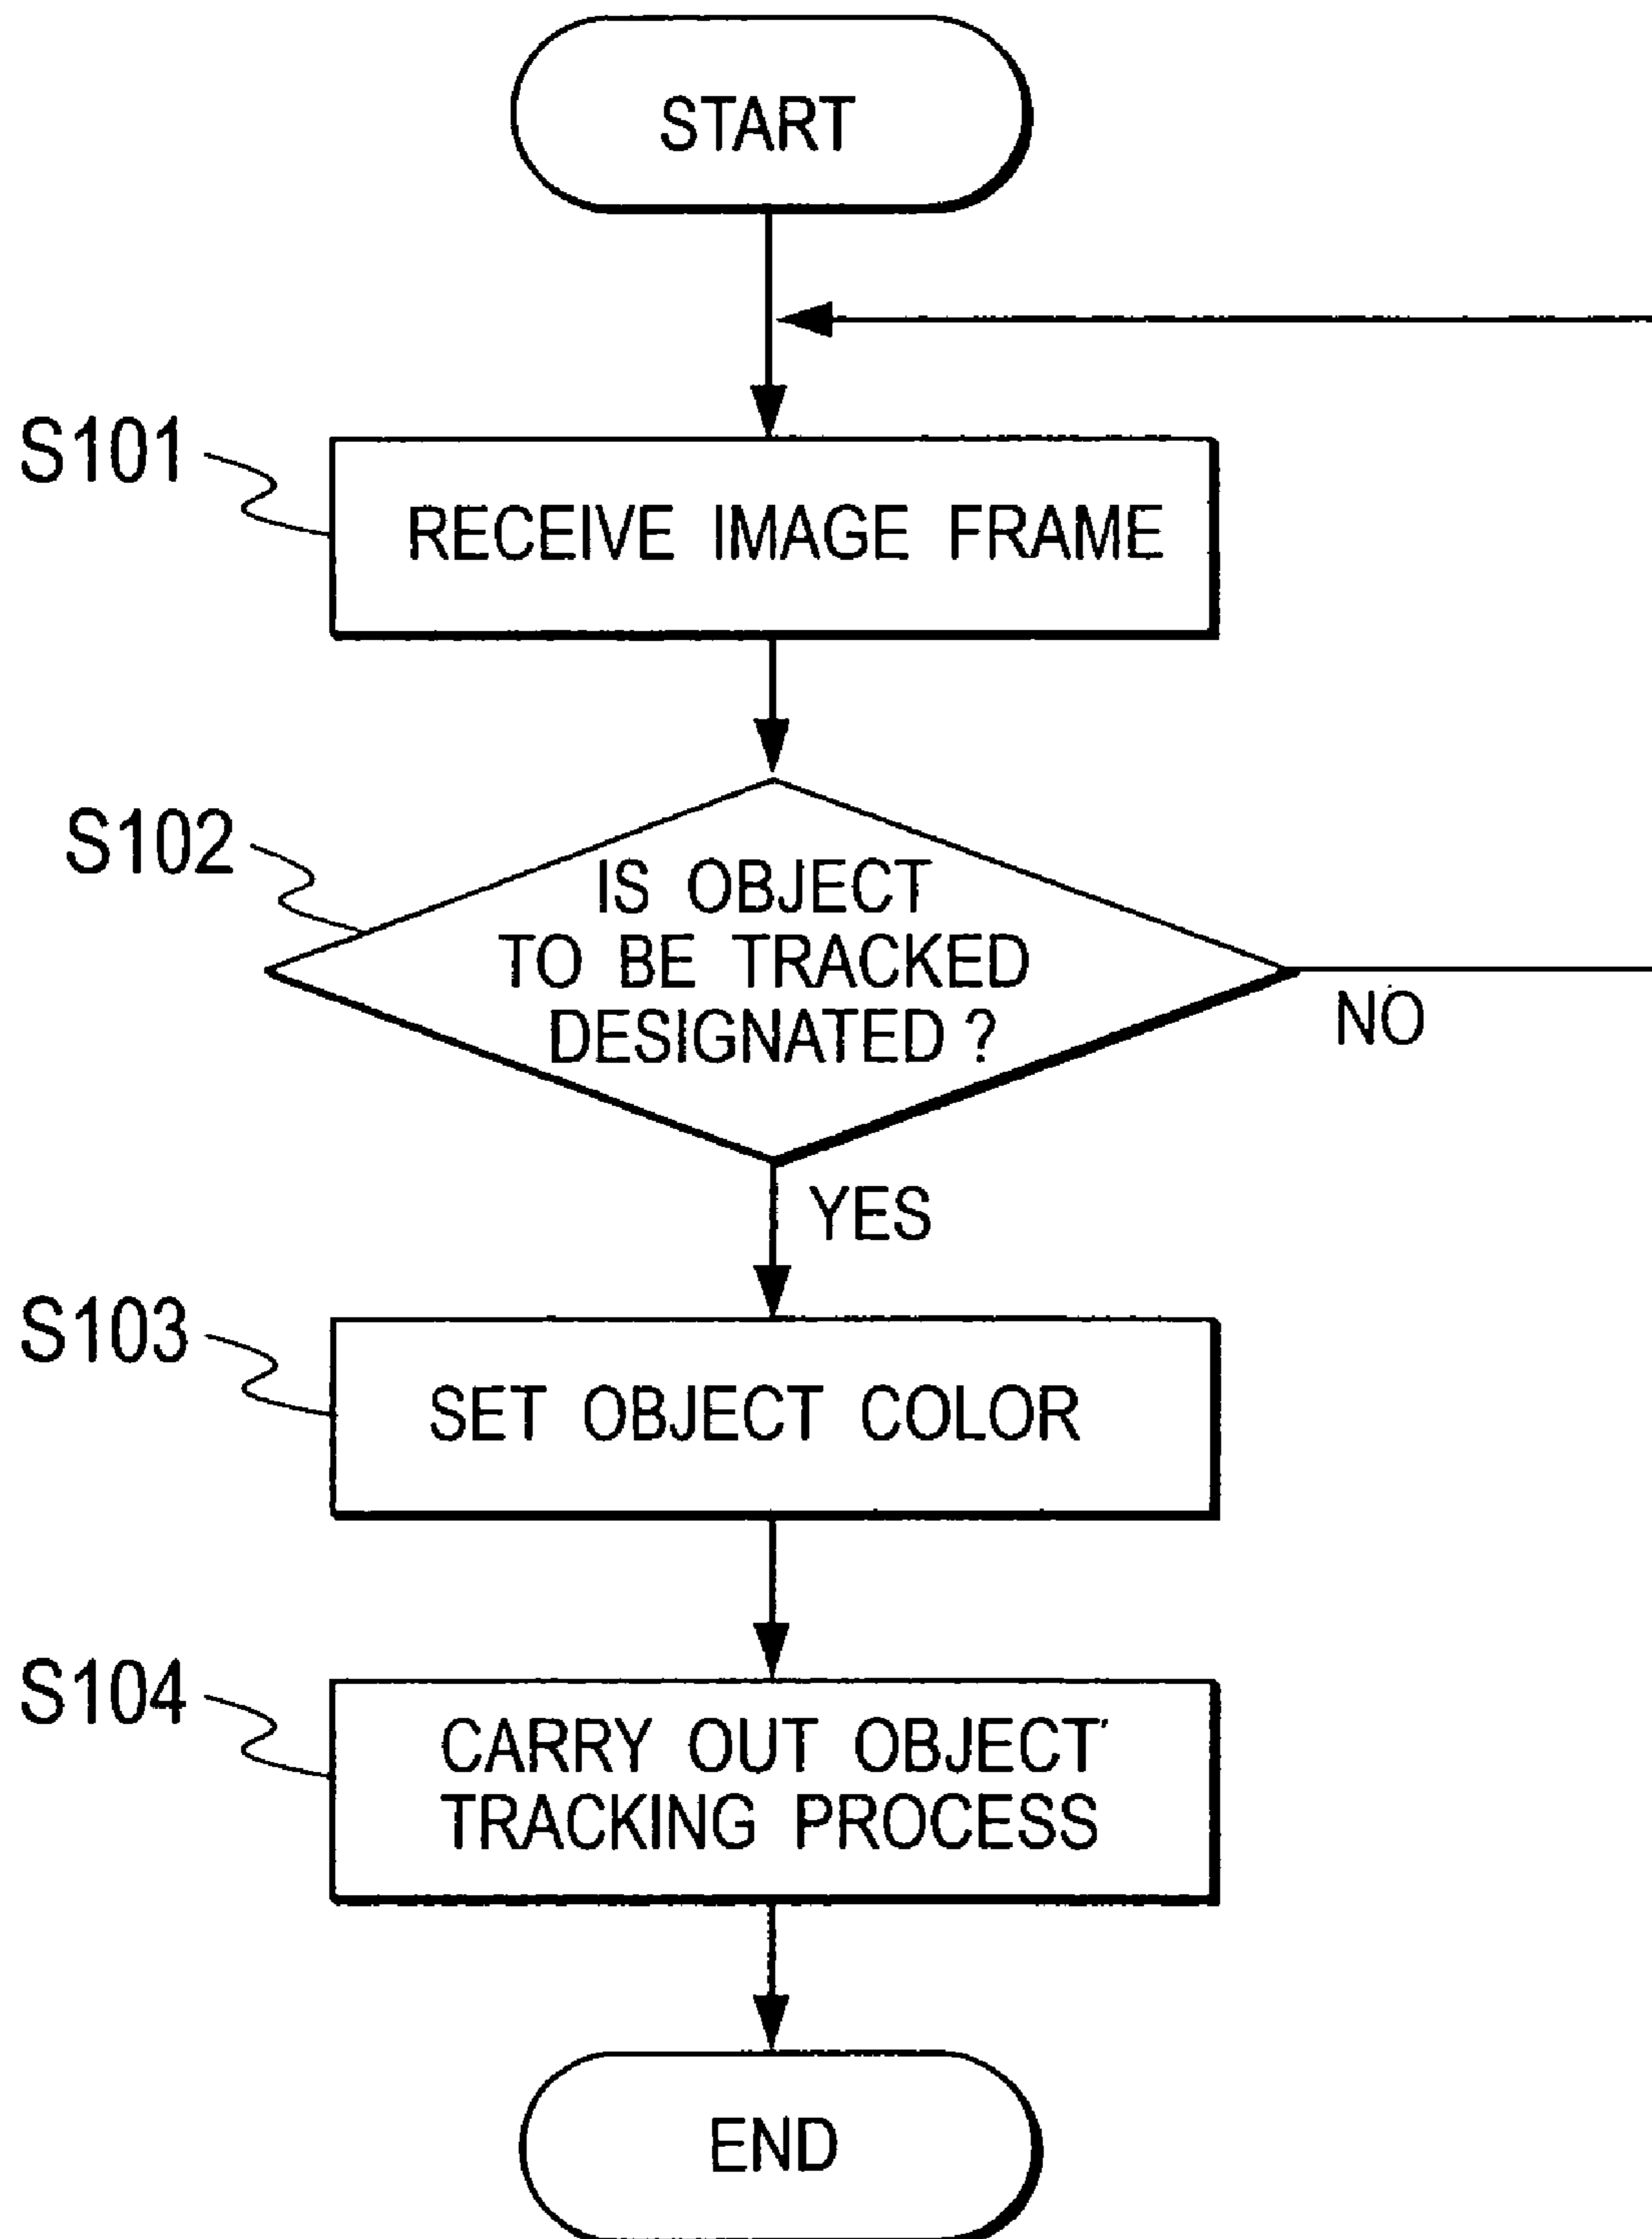 START
S101
RECEIVE IMAGE FRAME
S102
IS OBJECT
TO BE TRACKED
DESIGNATED ?
NO
YES
S103
SET OBJECT COLOR
S104
CARRY OUT OBJECT
TRACKING PROCESS
END